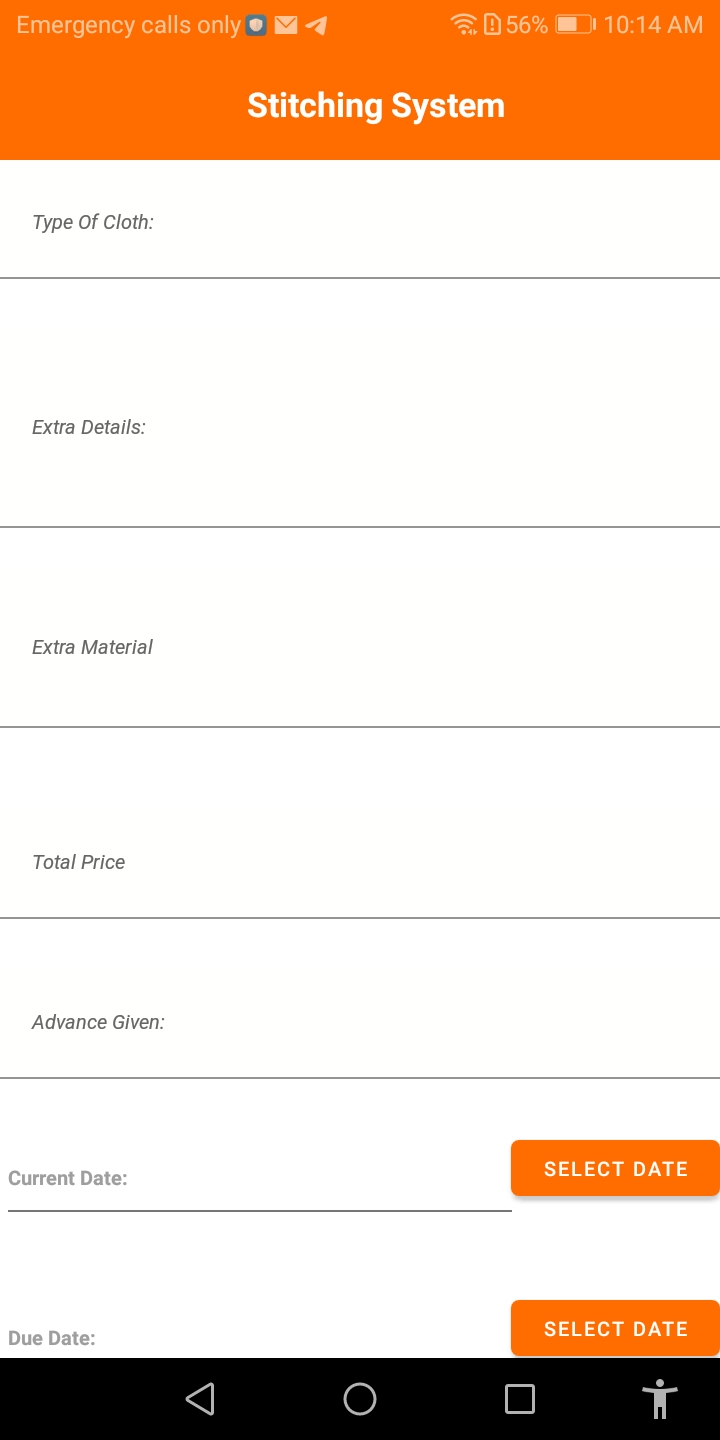 Emergency calls only 56% 10:14 AM
Stitching System
Type Of Cloth:
Extra Details:
Extra Material
Total Price
Advance Given:
Current Date: SELECT DATE
Due Date: SELECT DATE